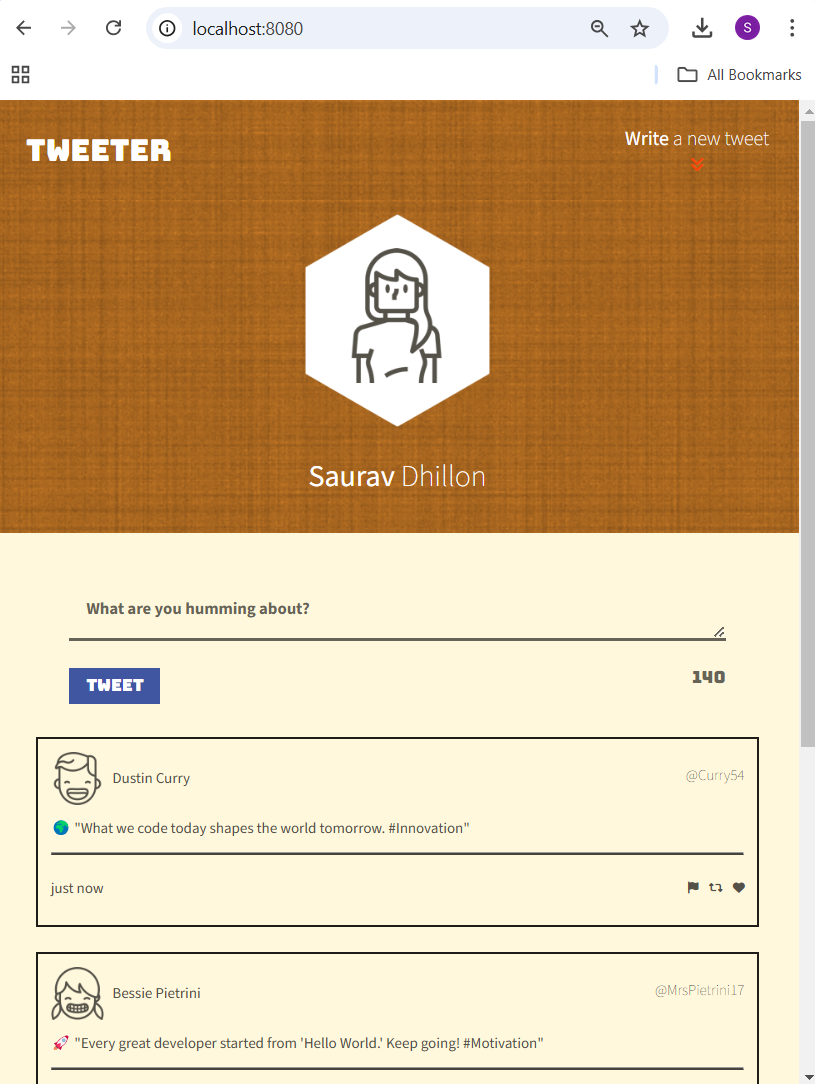 localhost:8080
S
All Bookmarks
TWEETER
Write a new tweet
Saurav Dhillon
What are you humming about?
TWEET
140
Dustin Curry
@Curry54
"What we code today shapes the world tomorrow. #Innovation"
just now
Bessie Pietrini
@MrsPietrini17
"Every great developer started from 'Hello World.' Keep going! #Motivation"